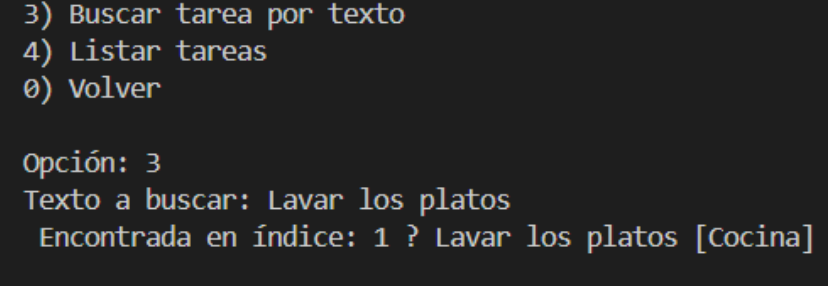 3) Buscar tarea por texto
4) Listar tareas
0) Volver
Opción: 3
Texto a buscar: Lavar los platos
Encontrada en índice: 1 ? Lavar los platos [Cocina]